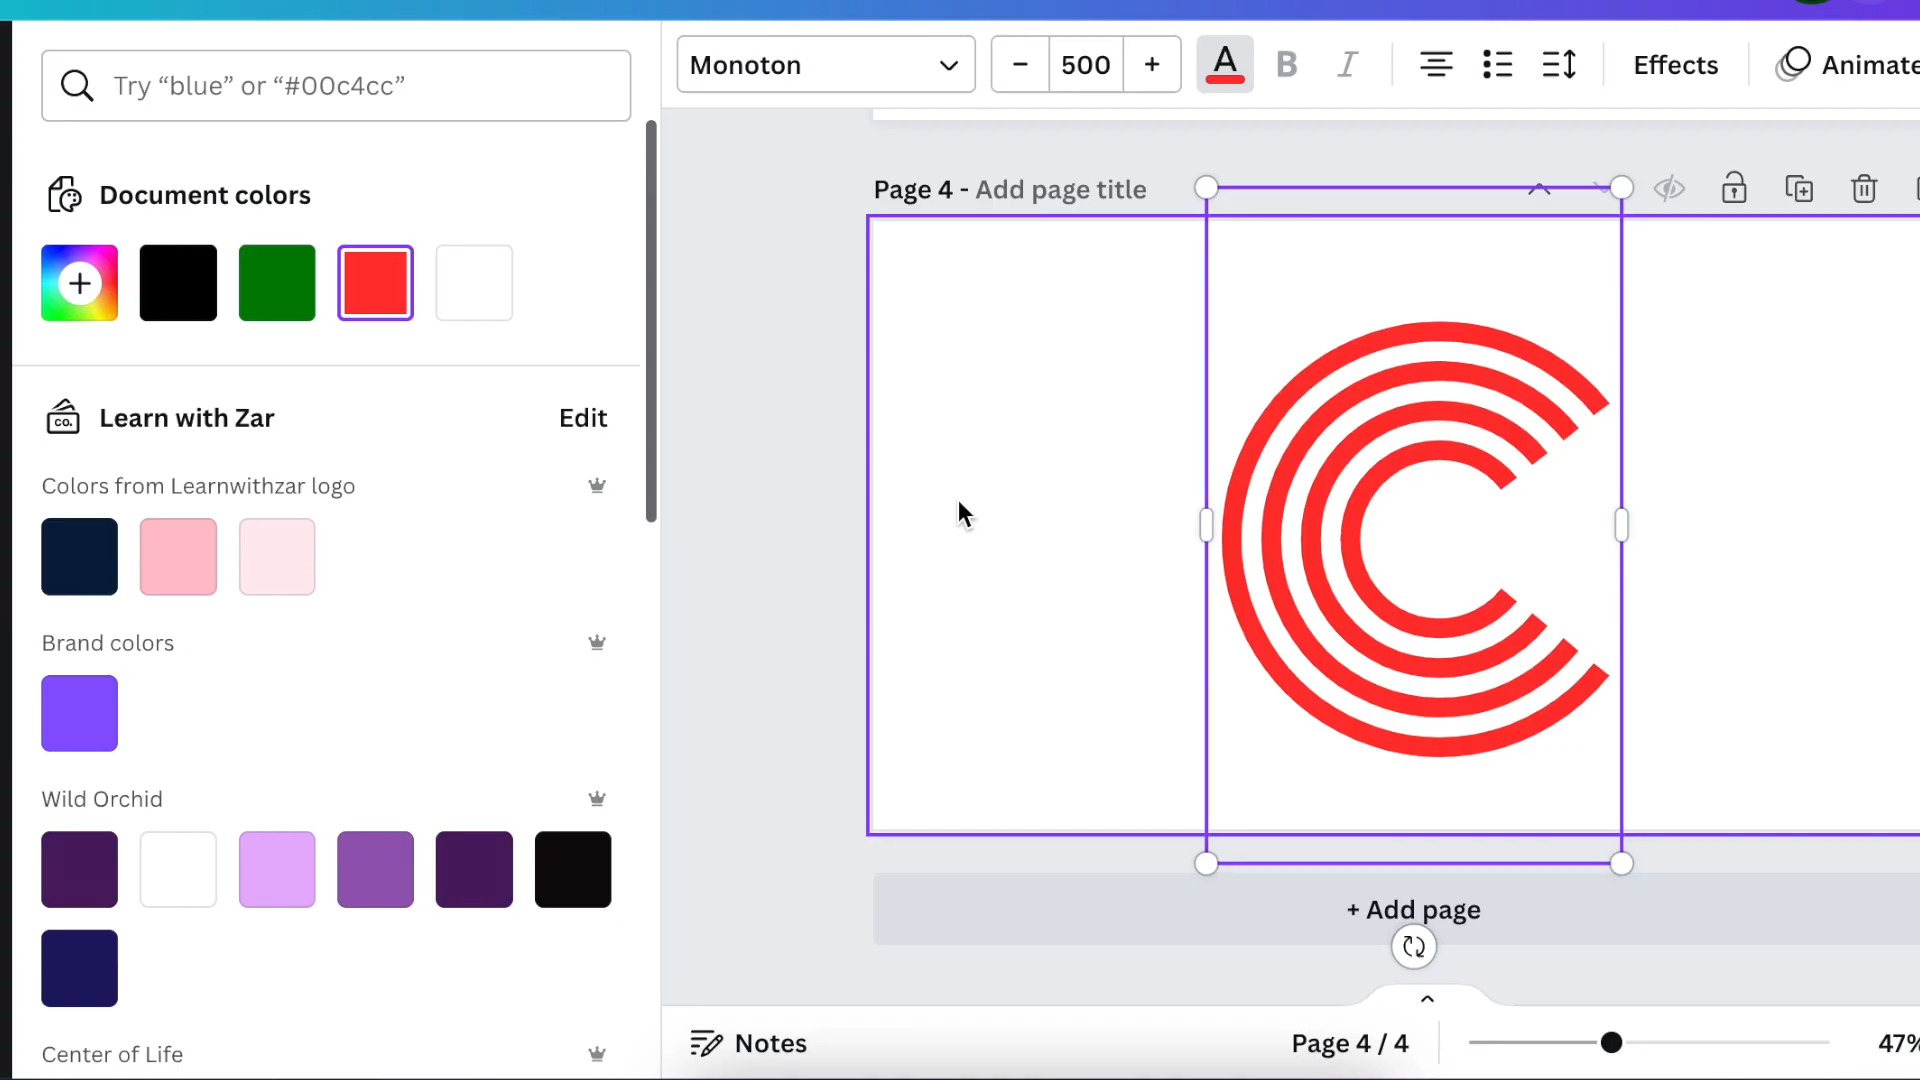 Try “blue” or “#00c4cc”
Monoton
− 500 +
A B I
Effects
Animate
Document colors
Page 4 - Add page title
CO. Learn with Zar
Edit
Colors from Learnwithzar logo
Brand colors
Wild Orchid
Center of Life
C
+ Add page
Notes
Page 4 / 4
47%